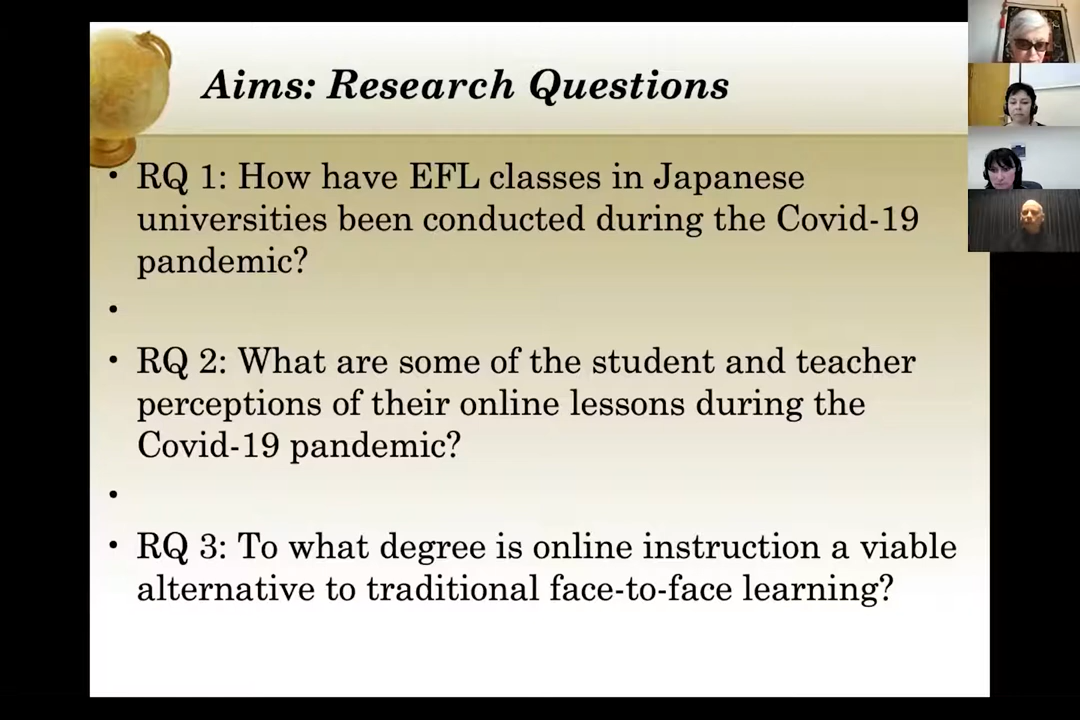 Aims: Research Questions
• RQ 1: How have EFL classes in Japanese
universities been conducted during the Covid-19
pandemic?
•
• RQ 2: What are some of the student and teacher
perceptions of their online lessons during the
Covid-19 pandemic?
•
• RQ 3: To what degree is online instruction a viable
alternative to traditional face-to-face learning?